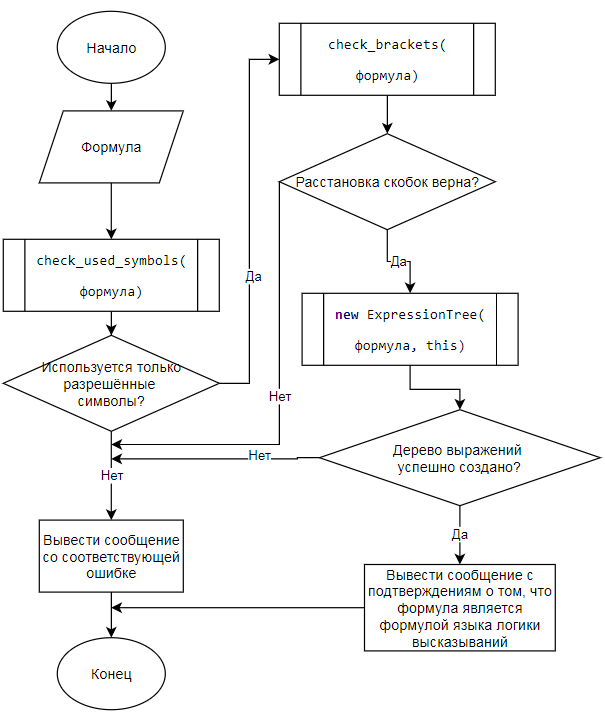 Начало
Формула
check_used_symbols(
формула)
Используется только
разрешённые
символы?
Да
check_brackets(
формула)
Расстановка скобок верна?
Да
Нет
new ExpressionTree(
формула, this)
Дерево выражений
успешно создано?
Нет
Да
Нет
Вывести сообщение
со соответствующей
ошибке
Вывести сообщение с
подтверждениям о том, что
формула является
формулой языка логики
высказываний
Конец